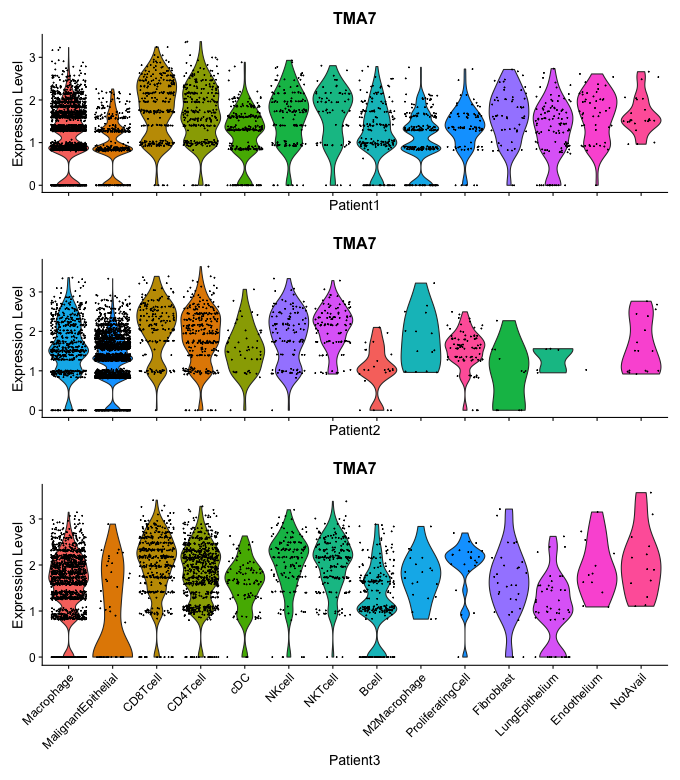 TMA7
Expression Level
3
2
1
0
Patient1
TMA7
Expression Level
3
2
1
0
Patient2
TMA7
Expression Level
3
2
1
0
Macrophage
MalignantEpithelial
CD8Tcell
CD4Tcell
cDC
NKcell
NKTcell
Bcell
M2Macrophage
ProliferatingCell
Fibroblast
LungEpithelium
Endothelium
NotAvail
Patient3